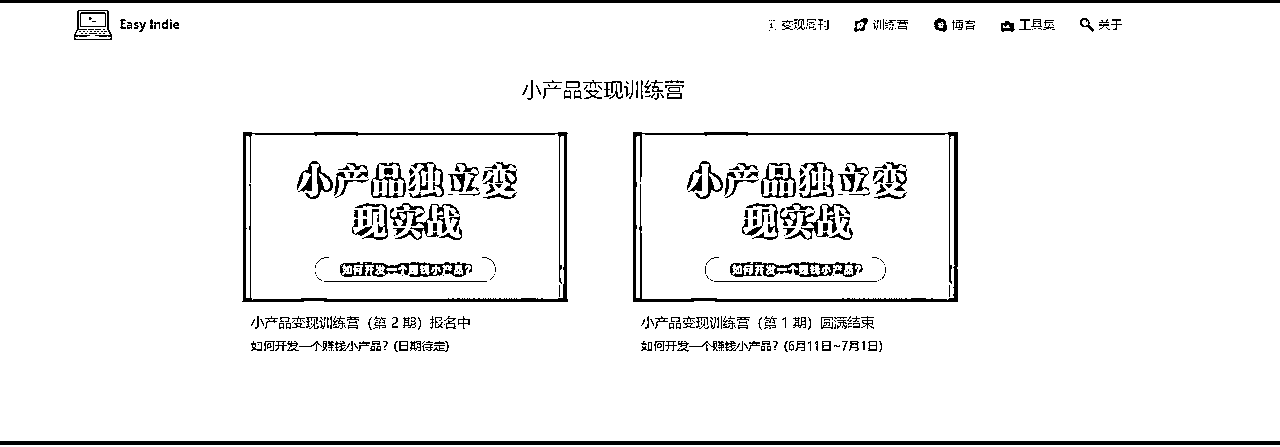 Easy Indie
变现周刊
训练营
博客
工具集
关于
小产品变现训练营
小产品独立变
现实战
如何开发一个赚钱小产品?
小产品变现训练营（第 2 期）报名中
如何开发一个赚钱小产品? (日期待定)
小产品独立变
现实战
如何开发一个赚钱小产品?
小产品变现训练营（第 1 期）圆满结束
如何开发一个赚钱小产品? (6月11日~7月1日)